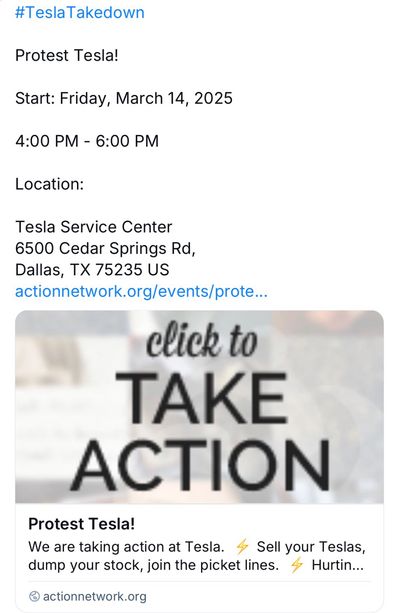 #TeslaTakedown
Protest Tesla!
Start: Friday, March 14, 2025
4:00 PM - 6:00 PM
Location:
Tesla Service Center
6500 Cedar Springs Rd,
Dallas, TX 75235 US
actionnetwork.org/events/prote...
click to
TAKE
ACTION
Protest Tesla!
We are taking action at Tesla. ⚡ Sell your Teslas,
dump your stock, join the picket lines. ⚡ Hurtin...
actionnetwork.org